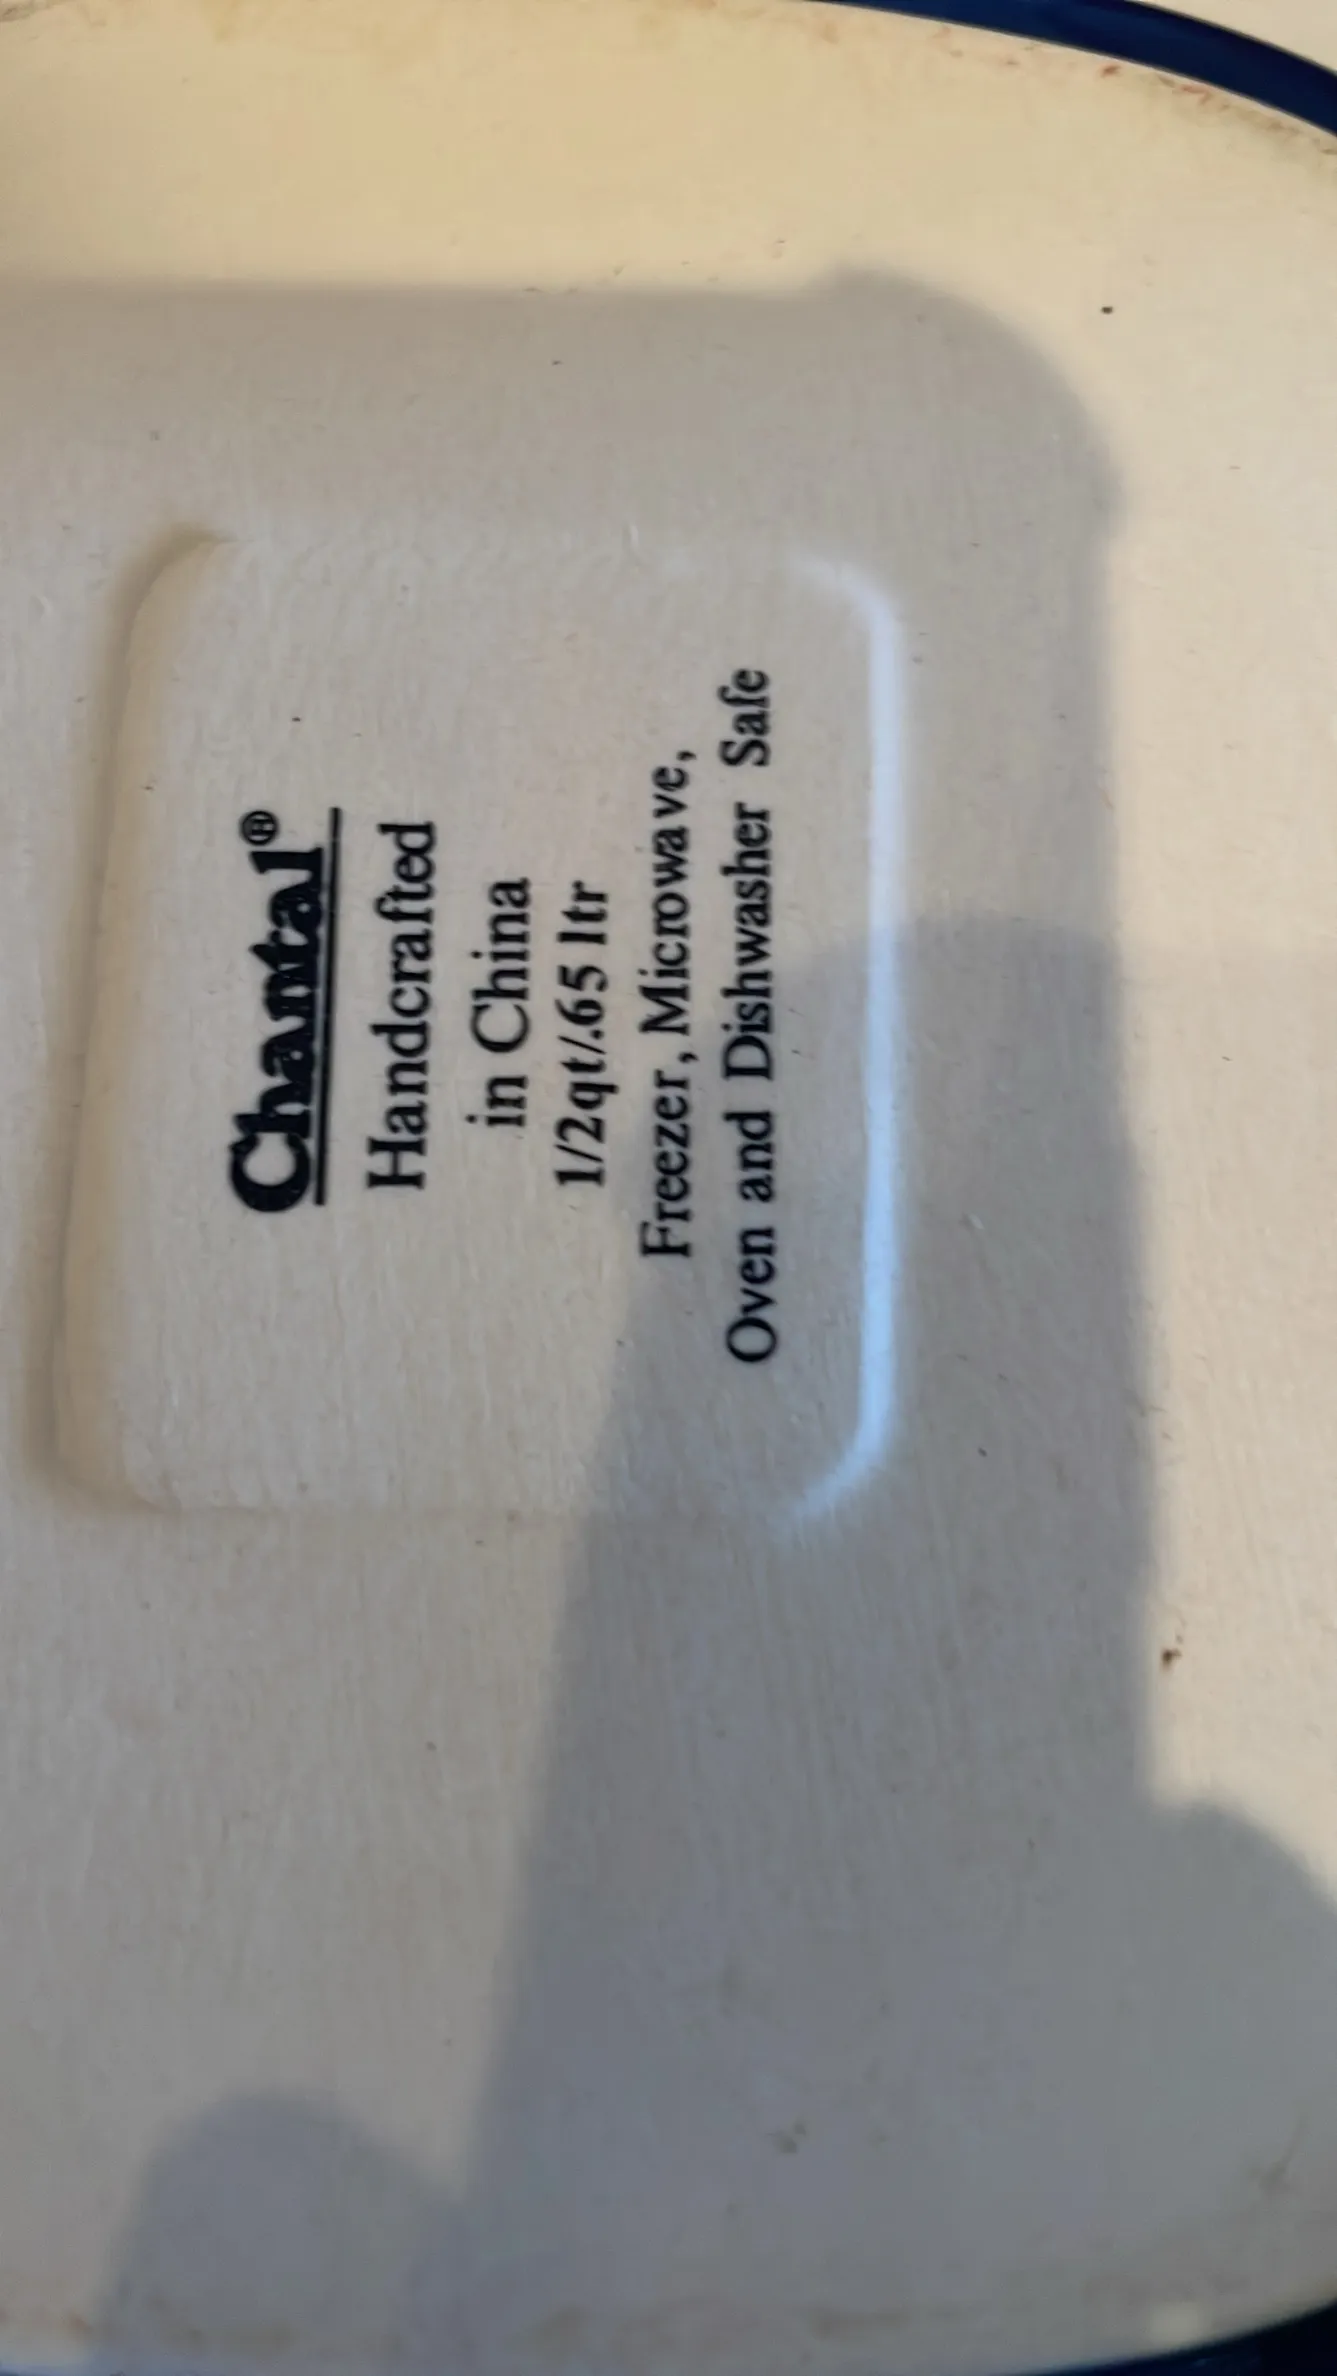 Chantal®
Handcrafted
in China
1/2qt/.65 ltr
Freezer, Microwave,
Oven and Dishwasher Safe